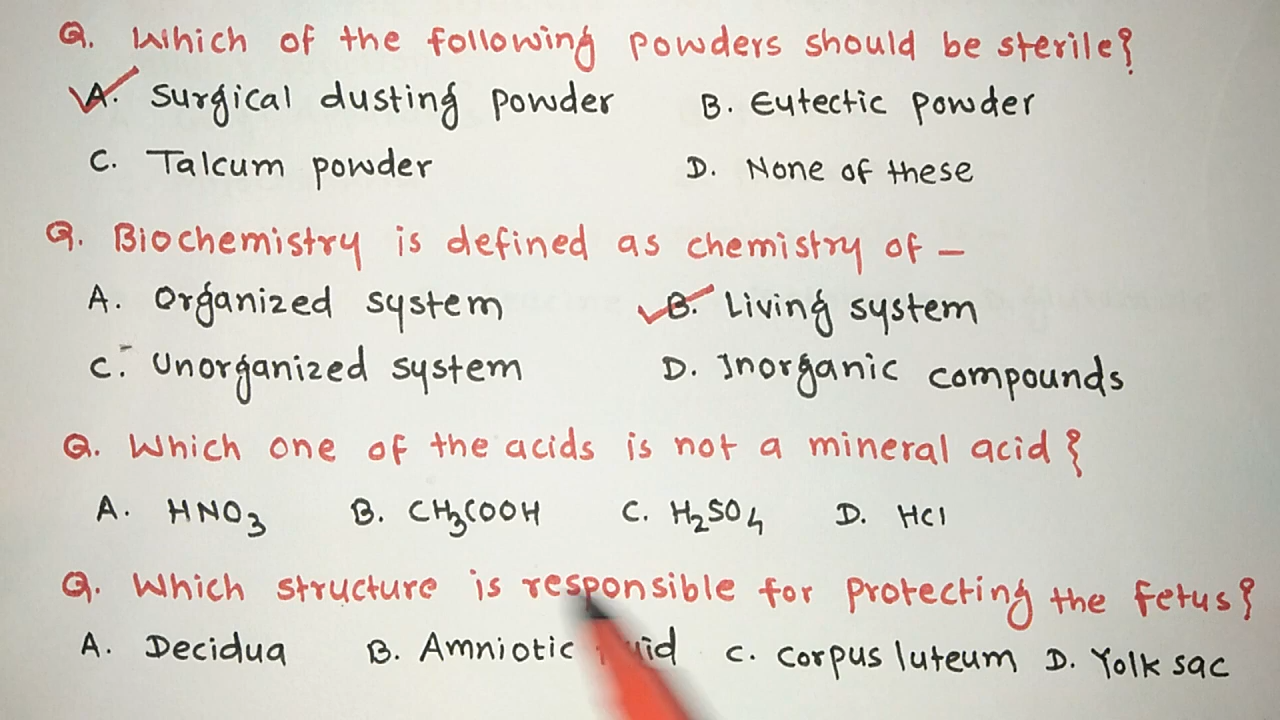 Q. Which of the following powders should be sterile?
A. Surgical dusting powder B. Eutectic powder
C. Talcum powder D. None of these
Q. Biochemistry is defined as chemistry of -
A. Organized system B. Living system
C. Unorganized system D. Inorganic compounds
Q. Which one of the acids is not a mineral acid?
A. HNO3 B. CH3COOH C. H2SO4 D. HCl
Q. Which structure is responsible for protecting the fetus?
A. Decidua B. Amniotic C. Corpus luteum D. Yolk sac